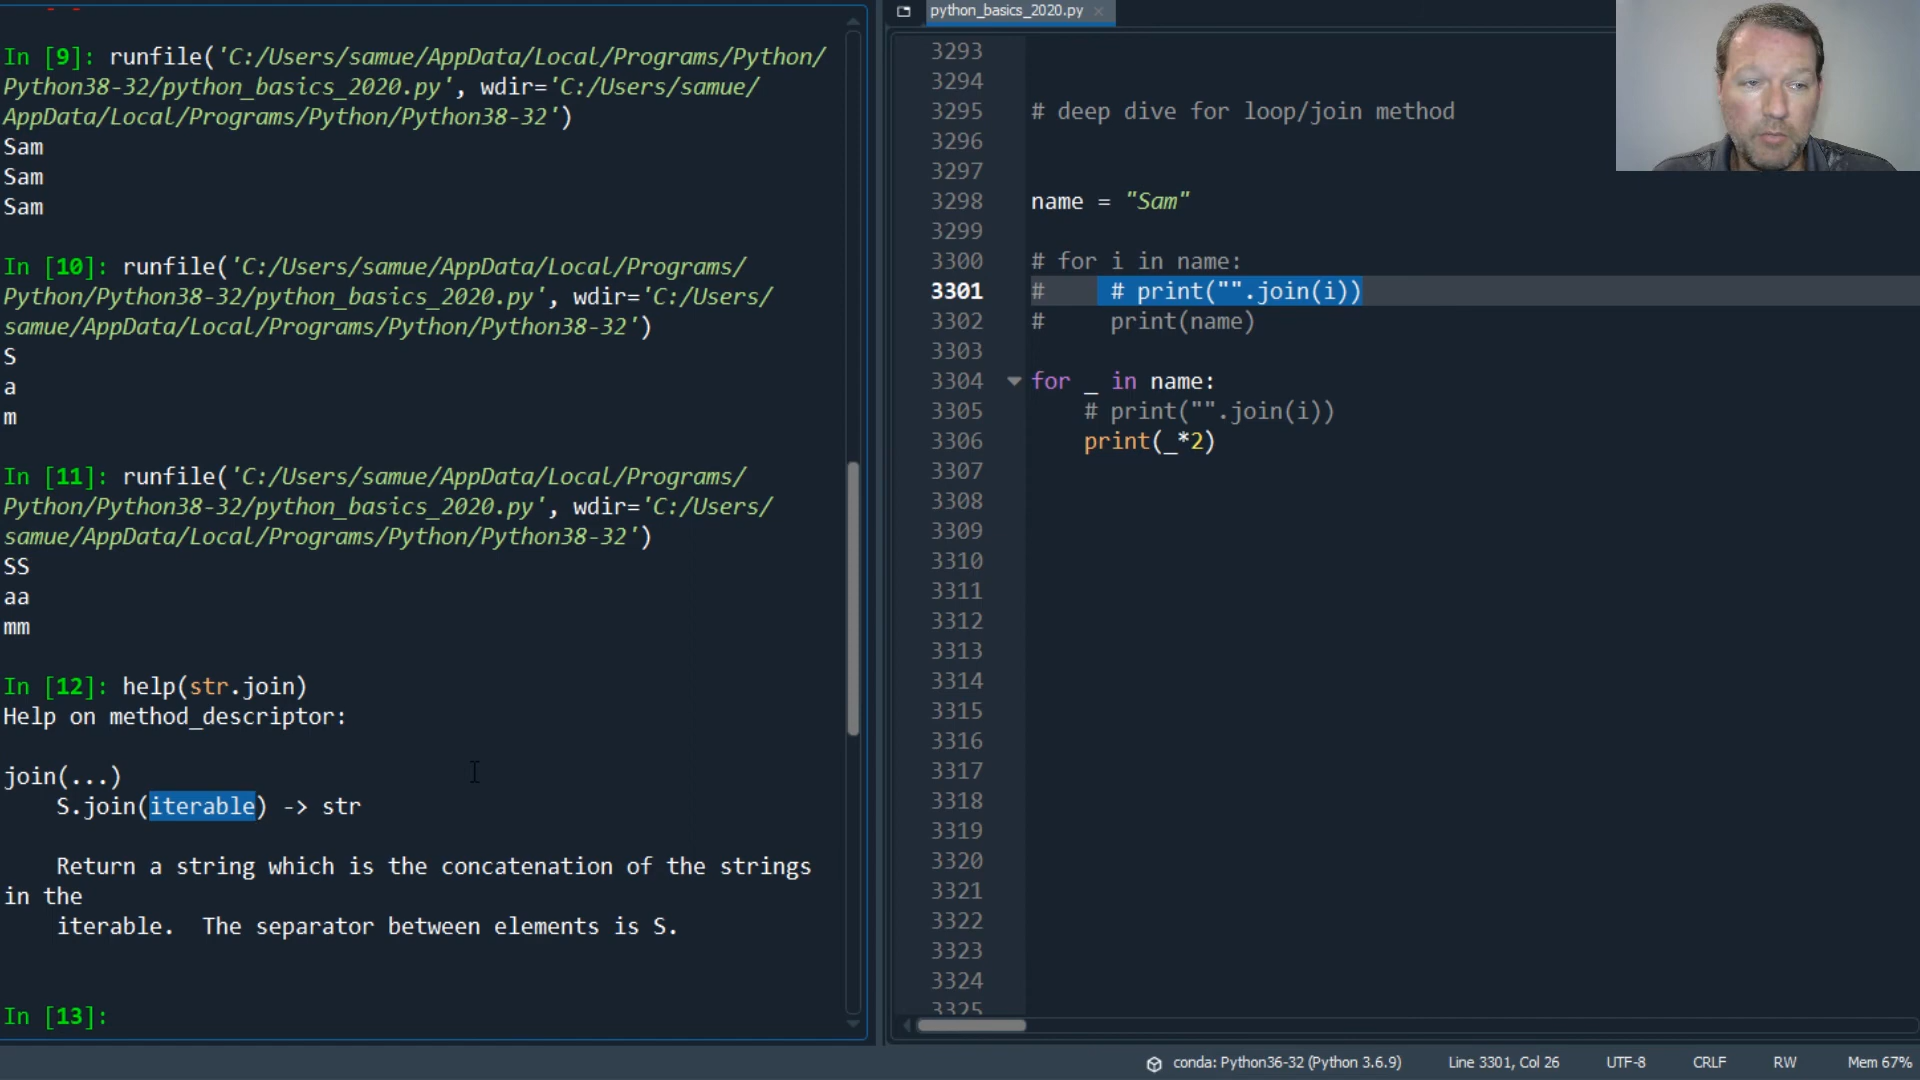 In [9]: runfile('C:/Users/samue/AppData/Local/Programs/Python/
Python38-32/python_basics_2020.py', wdir='C:/Users/samue/
AppData/Local/Programs/Python/Python38-32')
Sam
Sam
Sam
In [10]: runfile('C:/Users/samue/AppData/Local/Programs/
Python/Python38-32/python_basics_2020.py', wdir='C:/Users/
samue/AppData/Local/Programs/Python/Python38-32')
S
a
m
In [11]: runfile('C:/Users/samue/AppData/Local/Programs/
Python/Python38-32/python_basics_2020.py', wdir='C:/Users/
samue/AppData/Local/Programs/Python/Python38-32')
SS
aa
mm
In [12]: help(str.join)
Help on method_descriptor:
join(...)
S.join(iterable) -> str
Return a string which is the concatenation of the strings
in the
iterable.  The separator between elements is S.
In [13]:
python_basics_2020.py
3293
3294
3295 # deep dive for loop/join method
3296
3297
3298 name = "Sam"
3299
3300 # for i in name:
3301 #     # print("".join(i))
3302 #     print(name)
3303
3304 for _ in name:
3305     # print("".join(i))
3306     print(_*2)
3307
3308
3309
3310
3311
3312
3313
3314
3315
3316
3317
3318
3319
3320
3321
3322
3323
3324
3325
conda: Python36-32 (Python 3.6.9) Line 3301, Col 26 UTF-8 CRLF RW Mem 67%